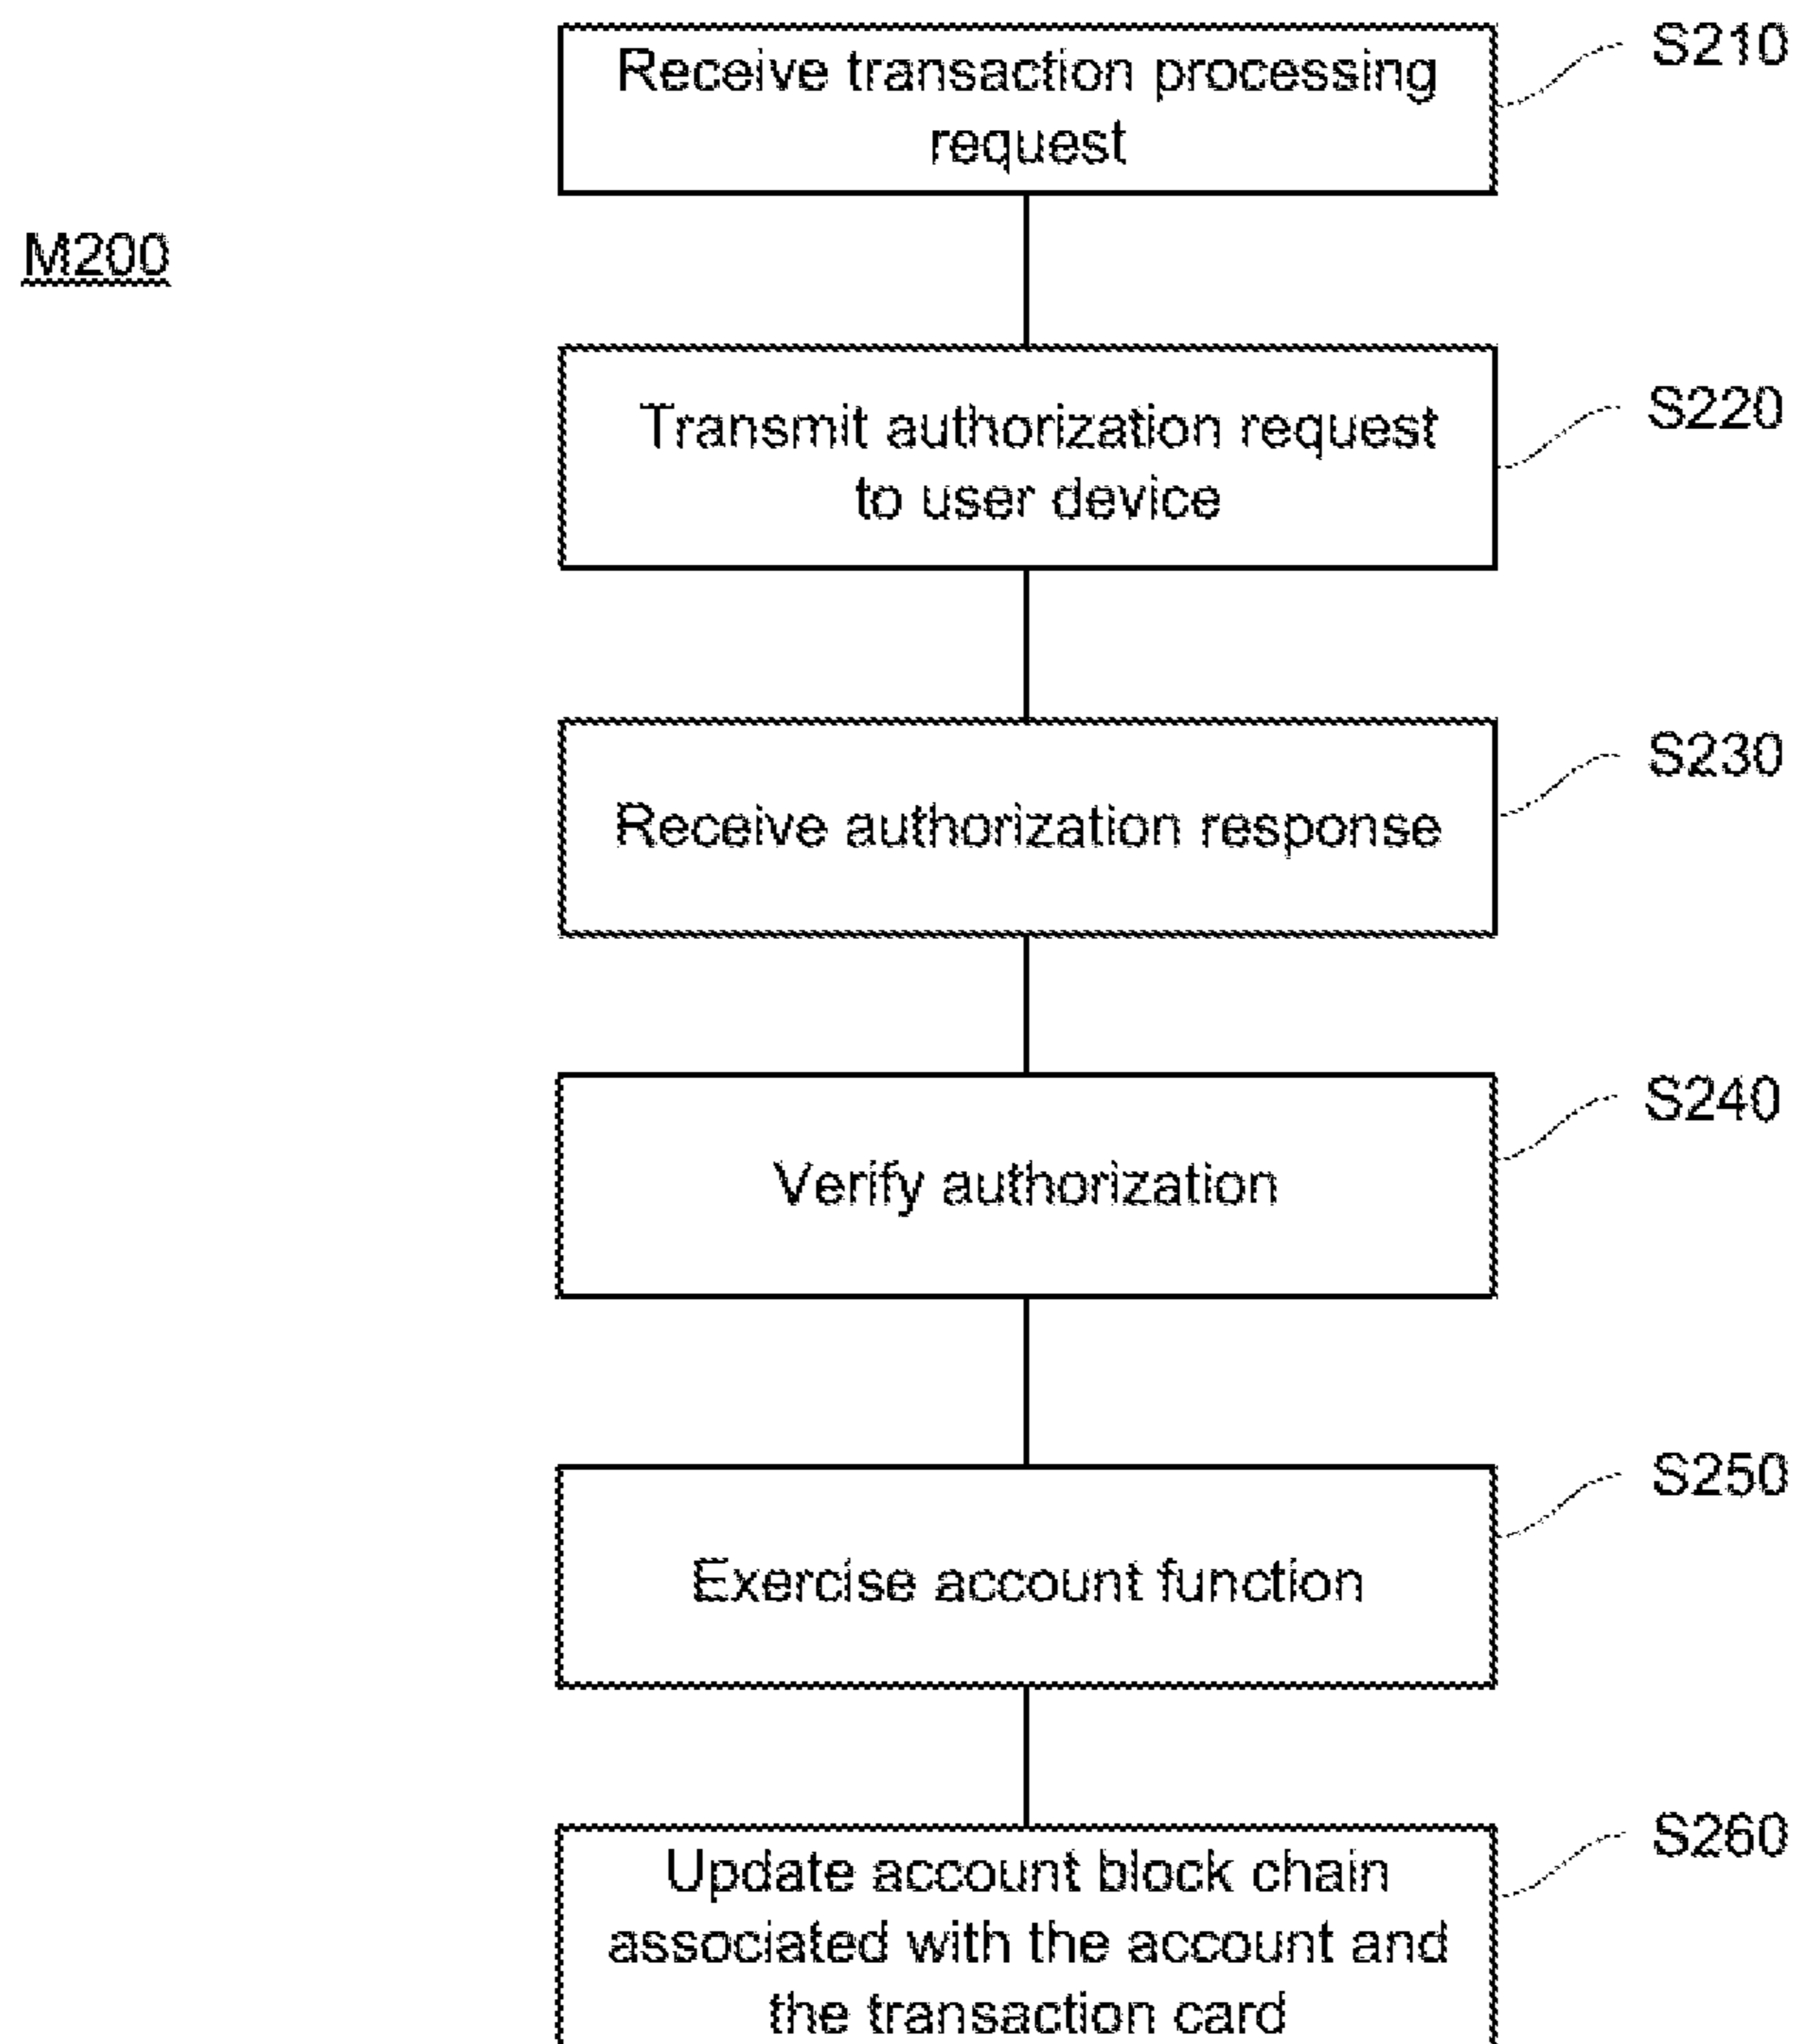 Receive transaction processing
request
S210
M200
Transmit authorization request
to user device
S220
Receive authorization response
S230
Verify authorization
S240
Exercise account function
S250
Update account block chain
associated with the account and
the transaction card
S260